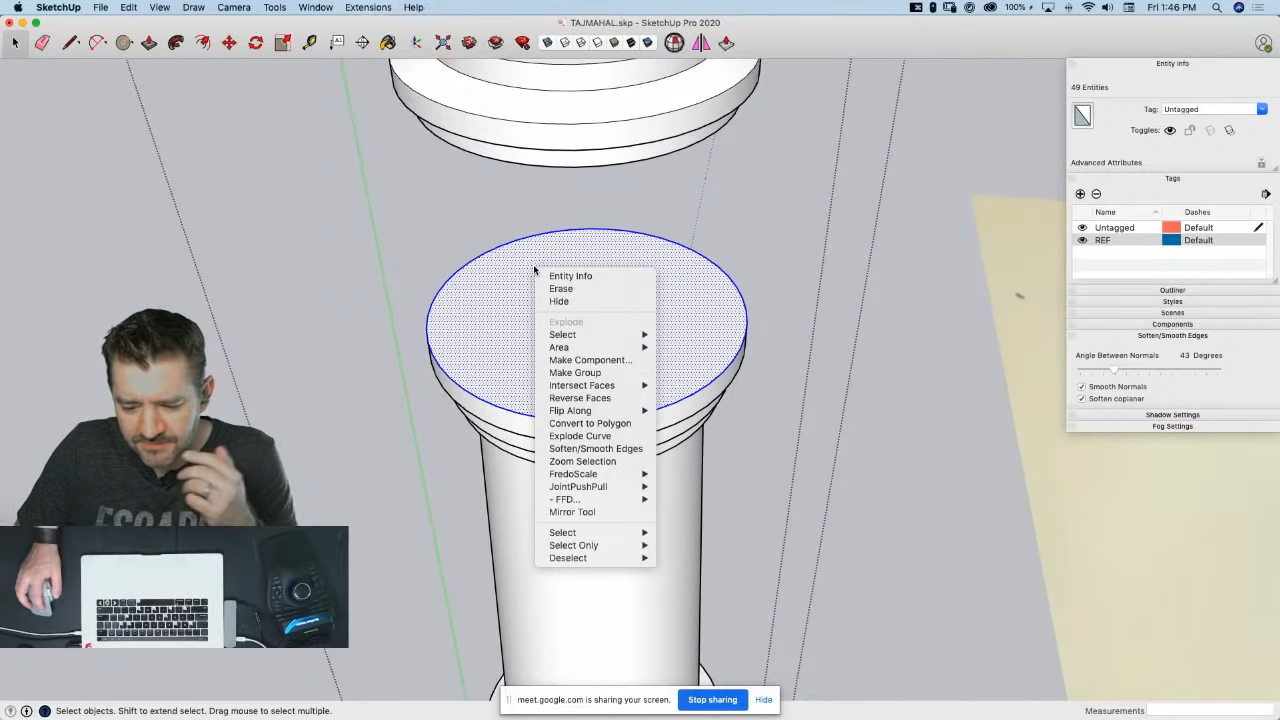 SketchUp File Edit View Draw Camera Tools Window Extensions Help 100% Fri 1:46 PM
TAJMAHAL.skp - SketchUp Pro 2020
Entity Info
49 Entities
Tag: Untagged
Toggles:
Advanced Attributes
Tags
Name Dashes
Untagged Default
REF Default
Outliner
Styles
Scenes
Components
Soften/Smooth Edges
Angle Between Normals 43 Degrees
Smooth Normals
Soften coplanar
Shadow Settings
Fog Settings
Entity Info
Erase
Hide
Explode
Select
Area
Make Component...
Make Group
Intersect Faces
Reverse Faces
Flip Along
Convert to Polygon
Explode Curve
Soften/Smooth Edges
Zoom Selection
FredoScale
JointPushPull
- FFD...
Mirror Tool
Select
Select Only
Deselect
meet.google.com is sharing your screen. Stop sharing Hide
Select objects. Shift to extend select. Drag mouse to select multiple. Measurements